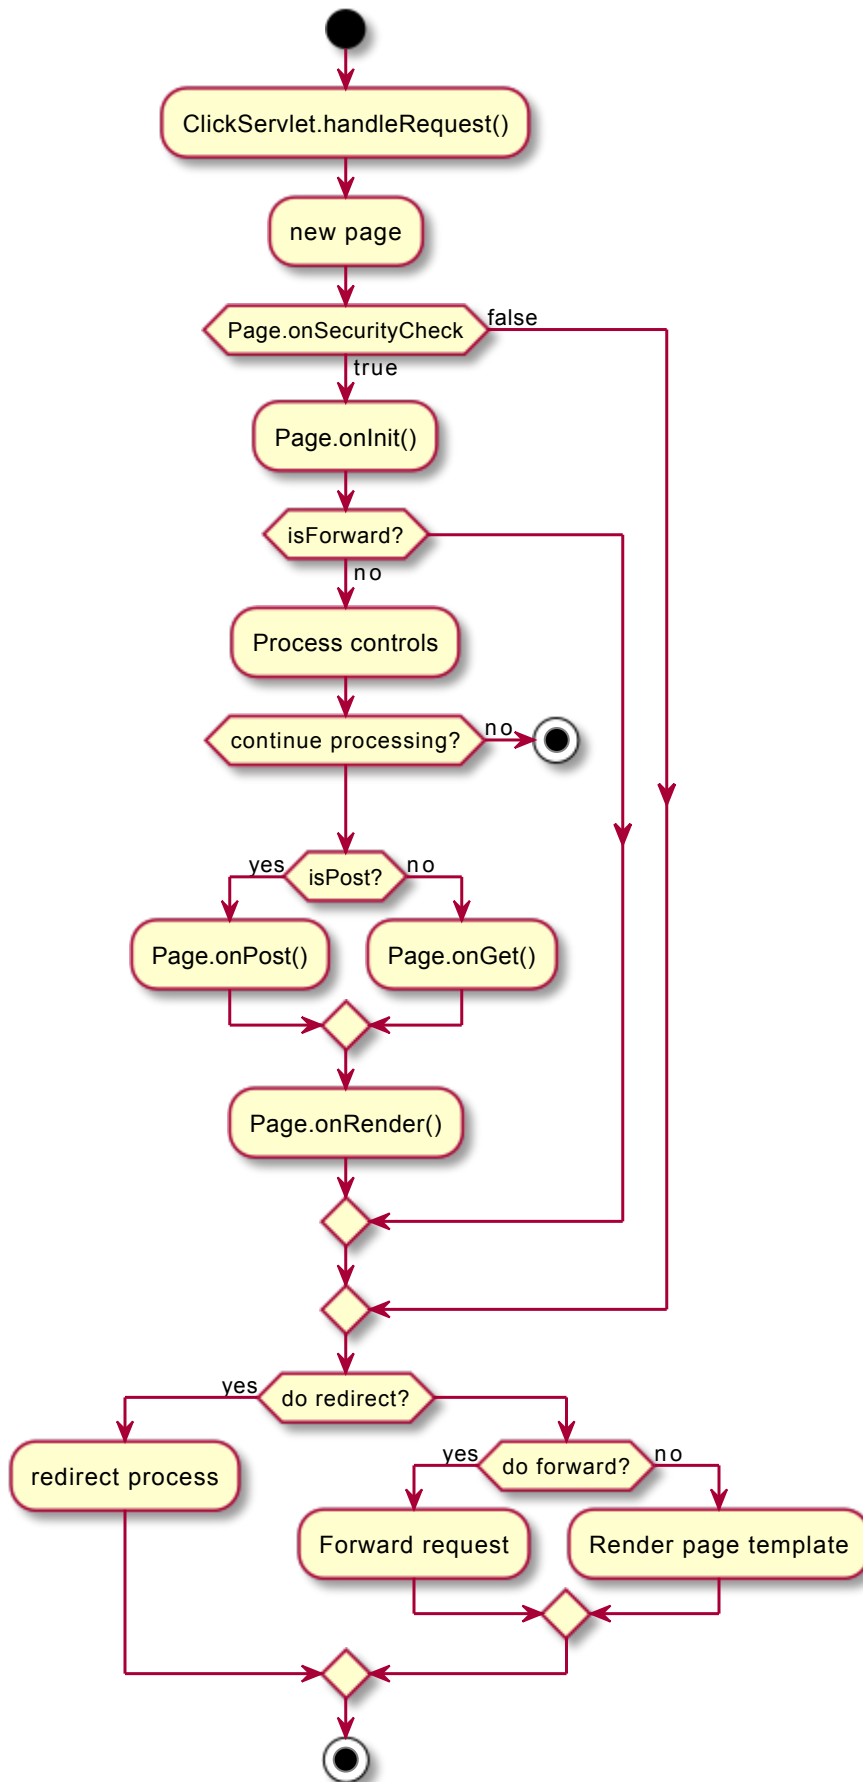 ClickServlet.handleRequest()
new page
Page.onSecurityCheck
false
true
Page.onInit()
isForward?
no
Process controls
continue processing?
no
yes
isPost?
no
Page.onPost()
Page.onGet()
Page.onRender()
yes
do redirect?
redirect process
yes
do forward?
no
Forward request
Render page template